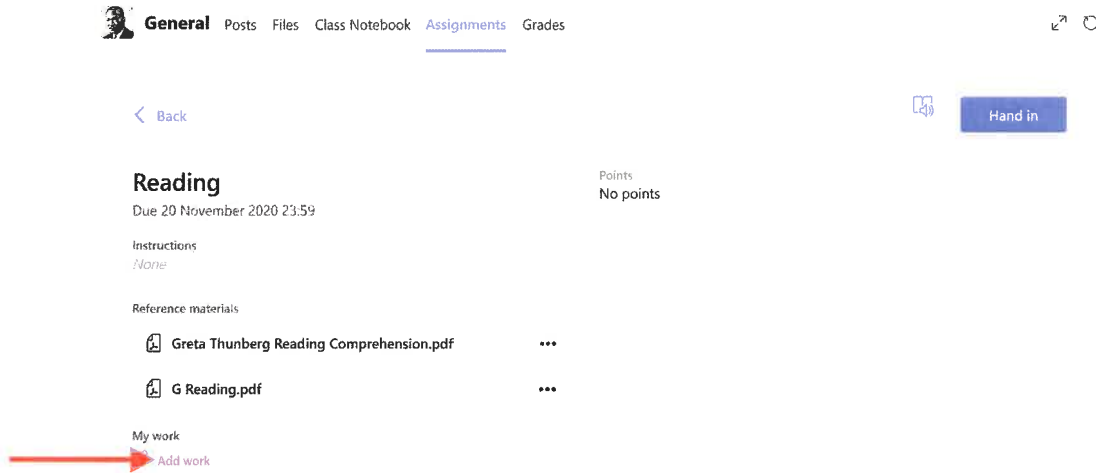 General Posts Files Class Notebook Assignments Grades
Back
Hand in
Reading
Due 20 November 2020 23:59
Points
No points
Instructions
None
Reference materials
Greta Thunberg Reading Comprehension.pdf
G Reading.pdf
My work
Add work